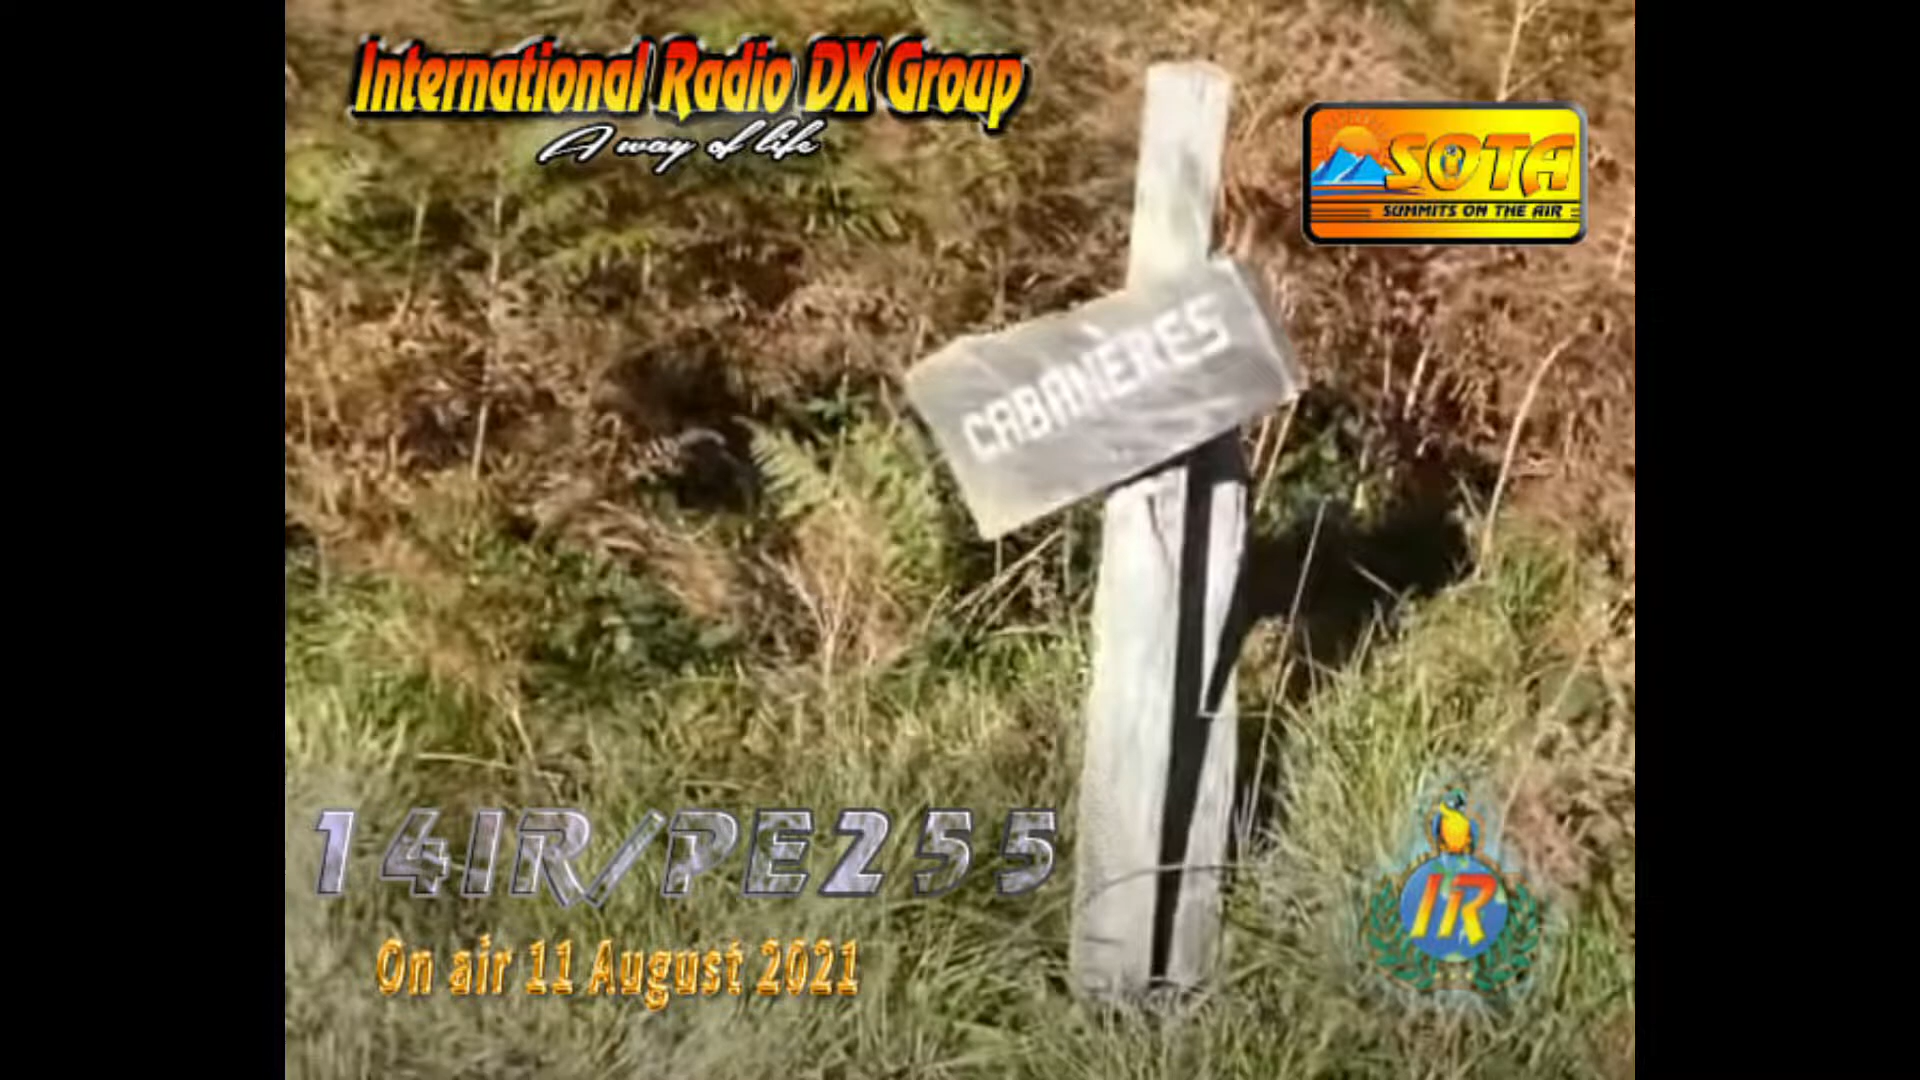 International Radio DX Group
A way of life
SOTA
SUMMITS ON THE AIR
CABANÈRES
14IR/PE255
On air 11 August 2021
IR